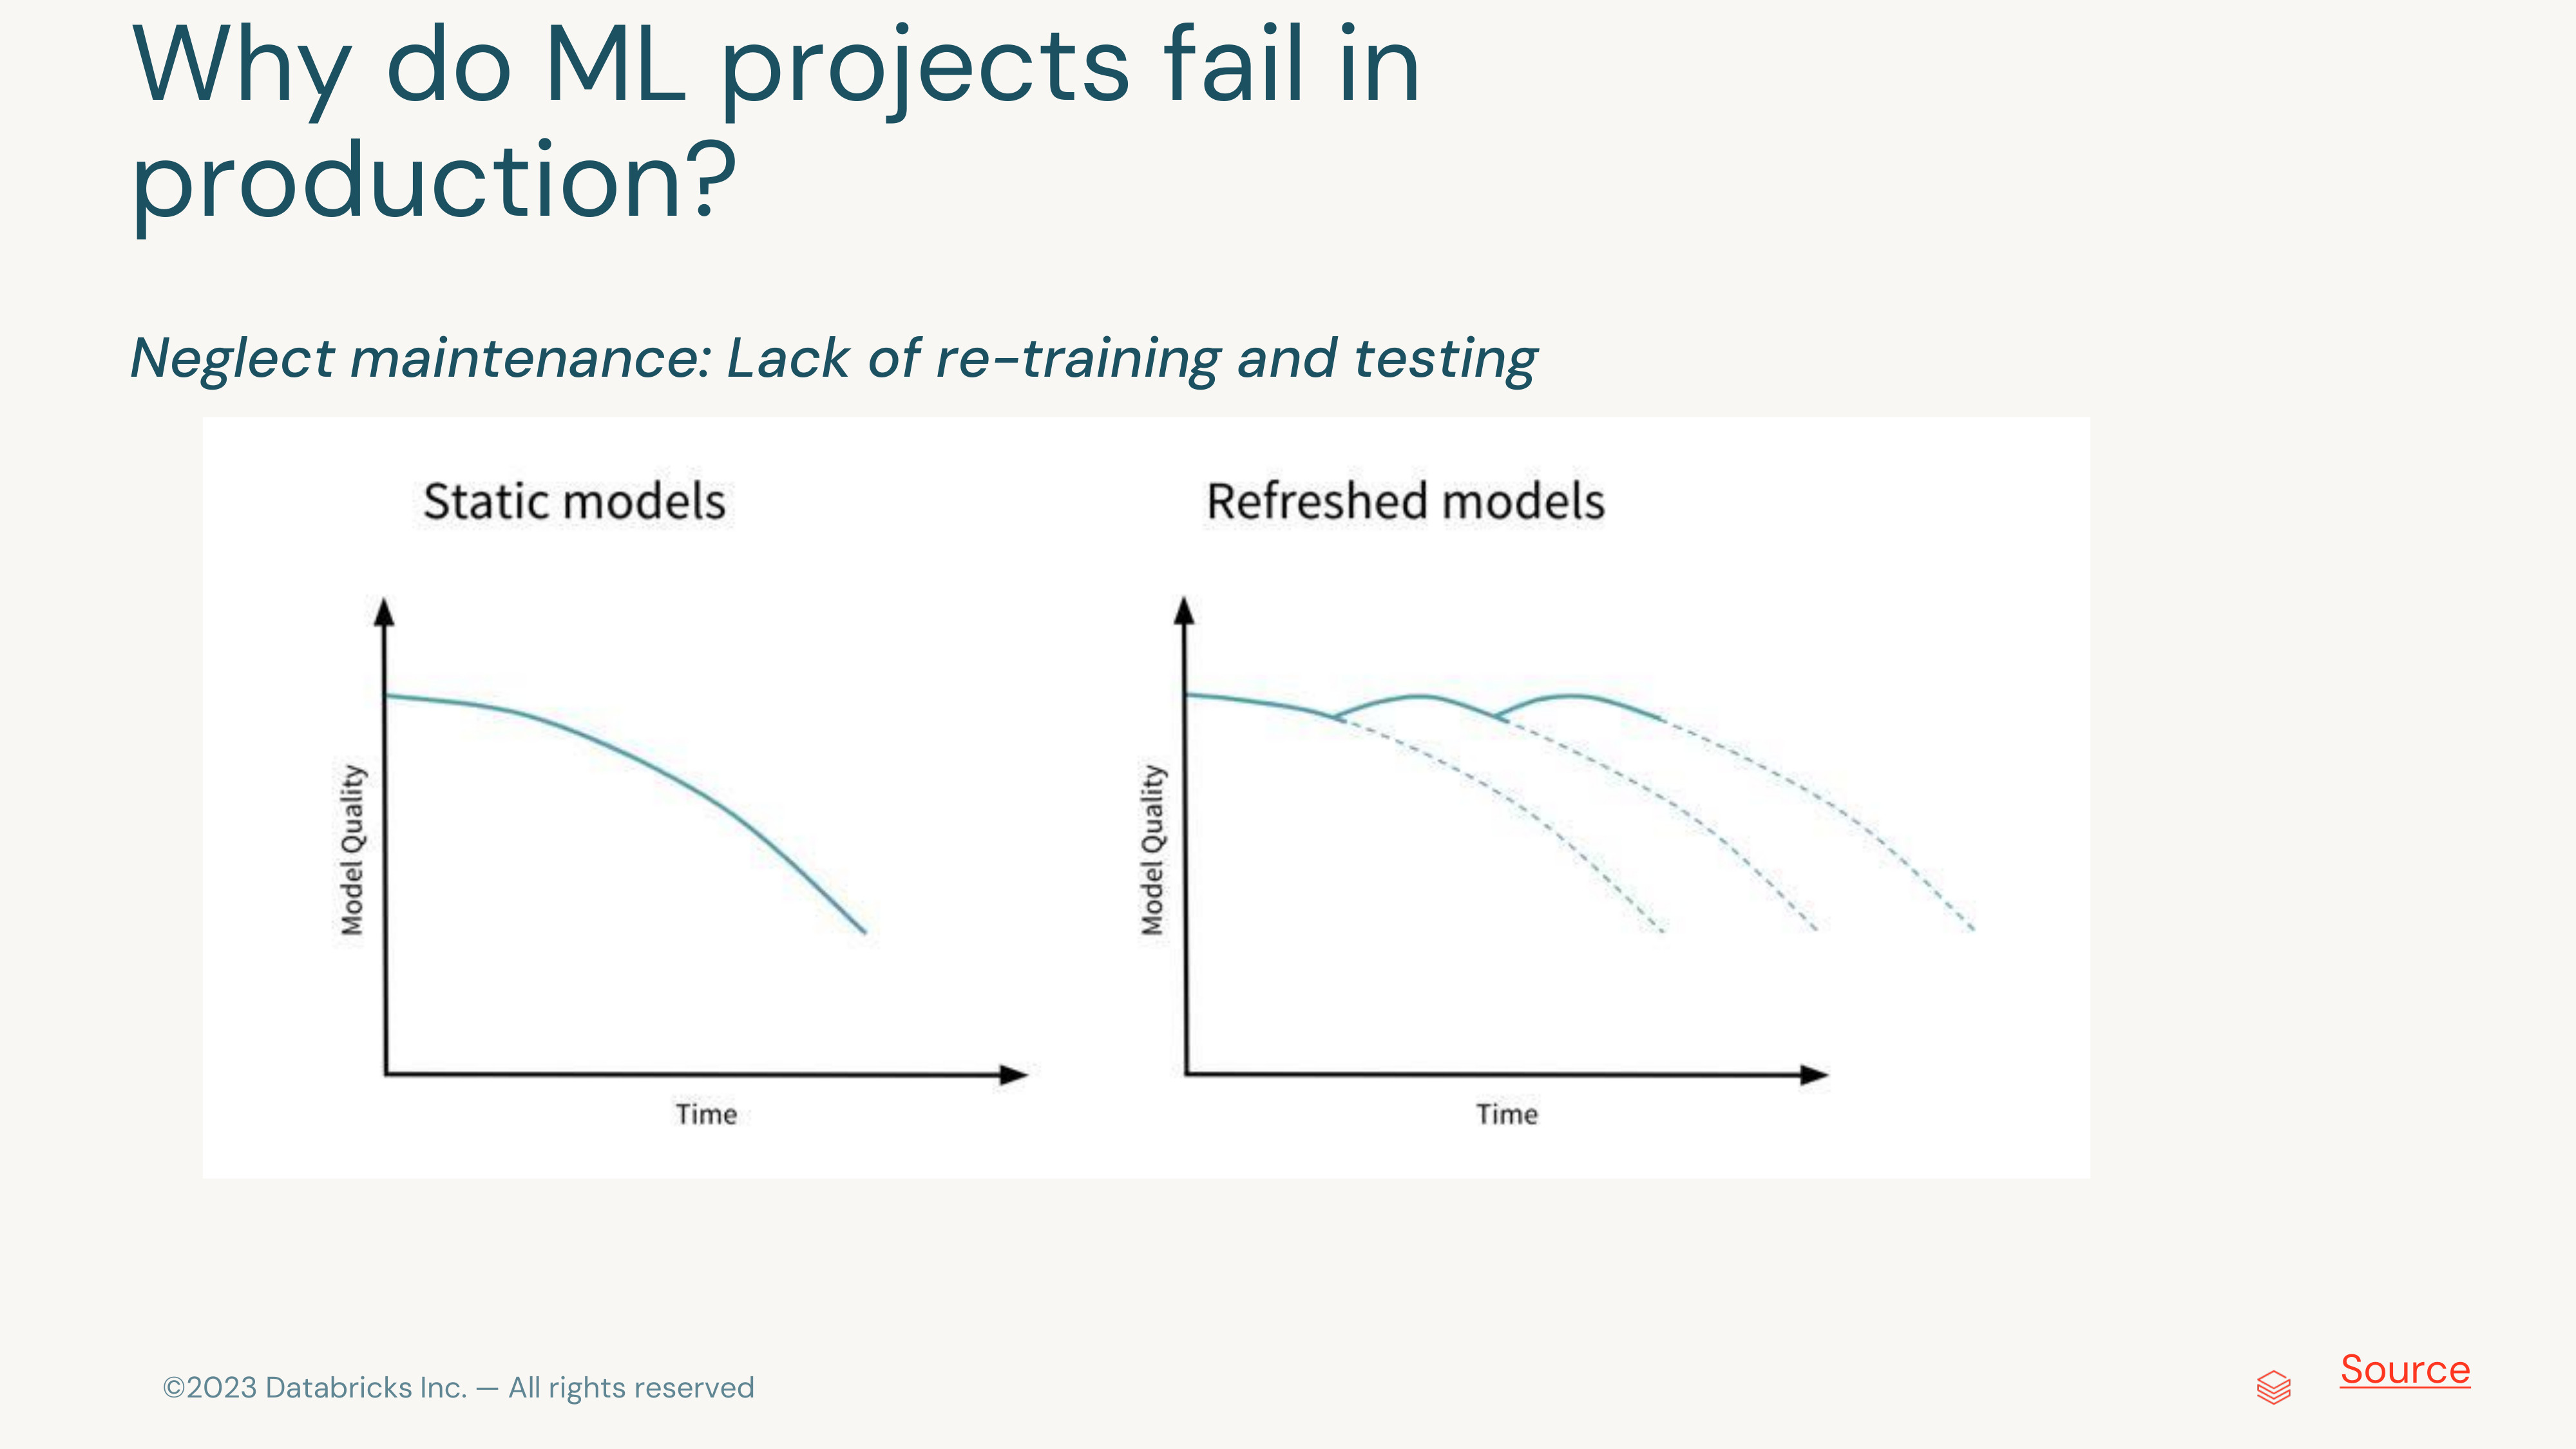 Why do ML projects fail in
production?
Neglect maintenance: Lack of re-training and testing
Static models
Refreshed models
Model Quality
Time
Model Quality
Time
©2023 Databricks Inc. — All rights reserved
Source